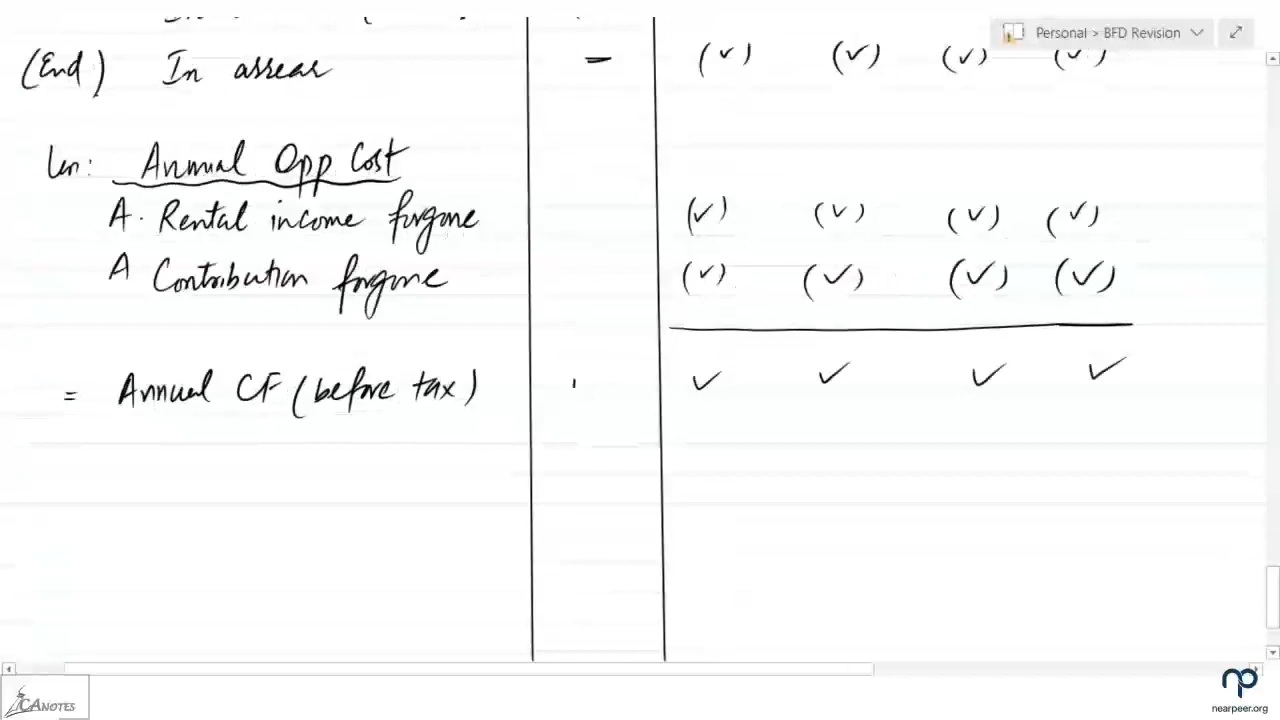 Personal > BFD Revision
(End) In arrear - (✓) (✓) (✓) (✓)
Less: Annual Opp Cost
A. Rental income forgone (✓) (✓) (✓) (✓)
A Contribution forgone (✓) (✓) (✓) (✓)
= Annual CF (before tax) ✓ ✓ ✓ ✓
CANOTES
np
nearpeer.org